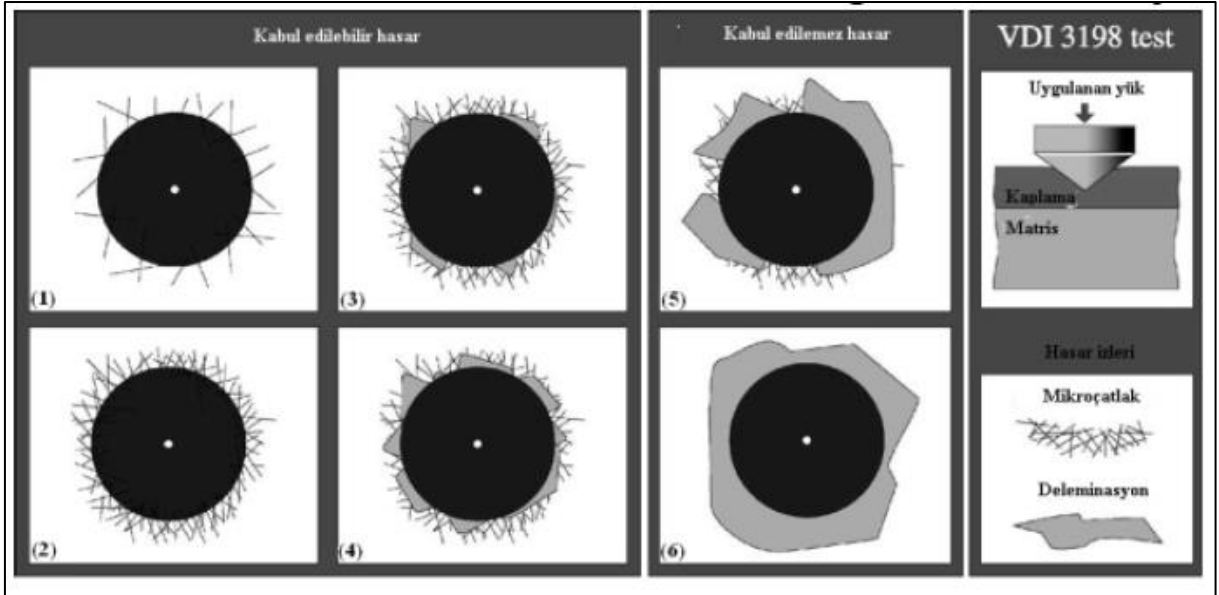 Kabul edilebilir hasar
Kabul edilemez hasar
VDI 3198 test
(1)
(3)
(5)
Uygulanan yük
Kaplama
Matris
(2)
(4)
(6)
Hasar izleri
Mikroçatlak
Deleminasyon